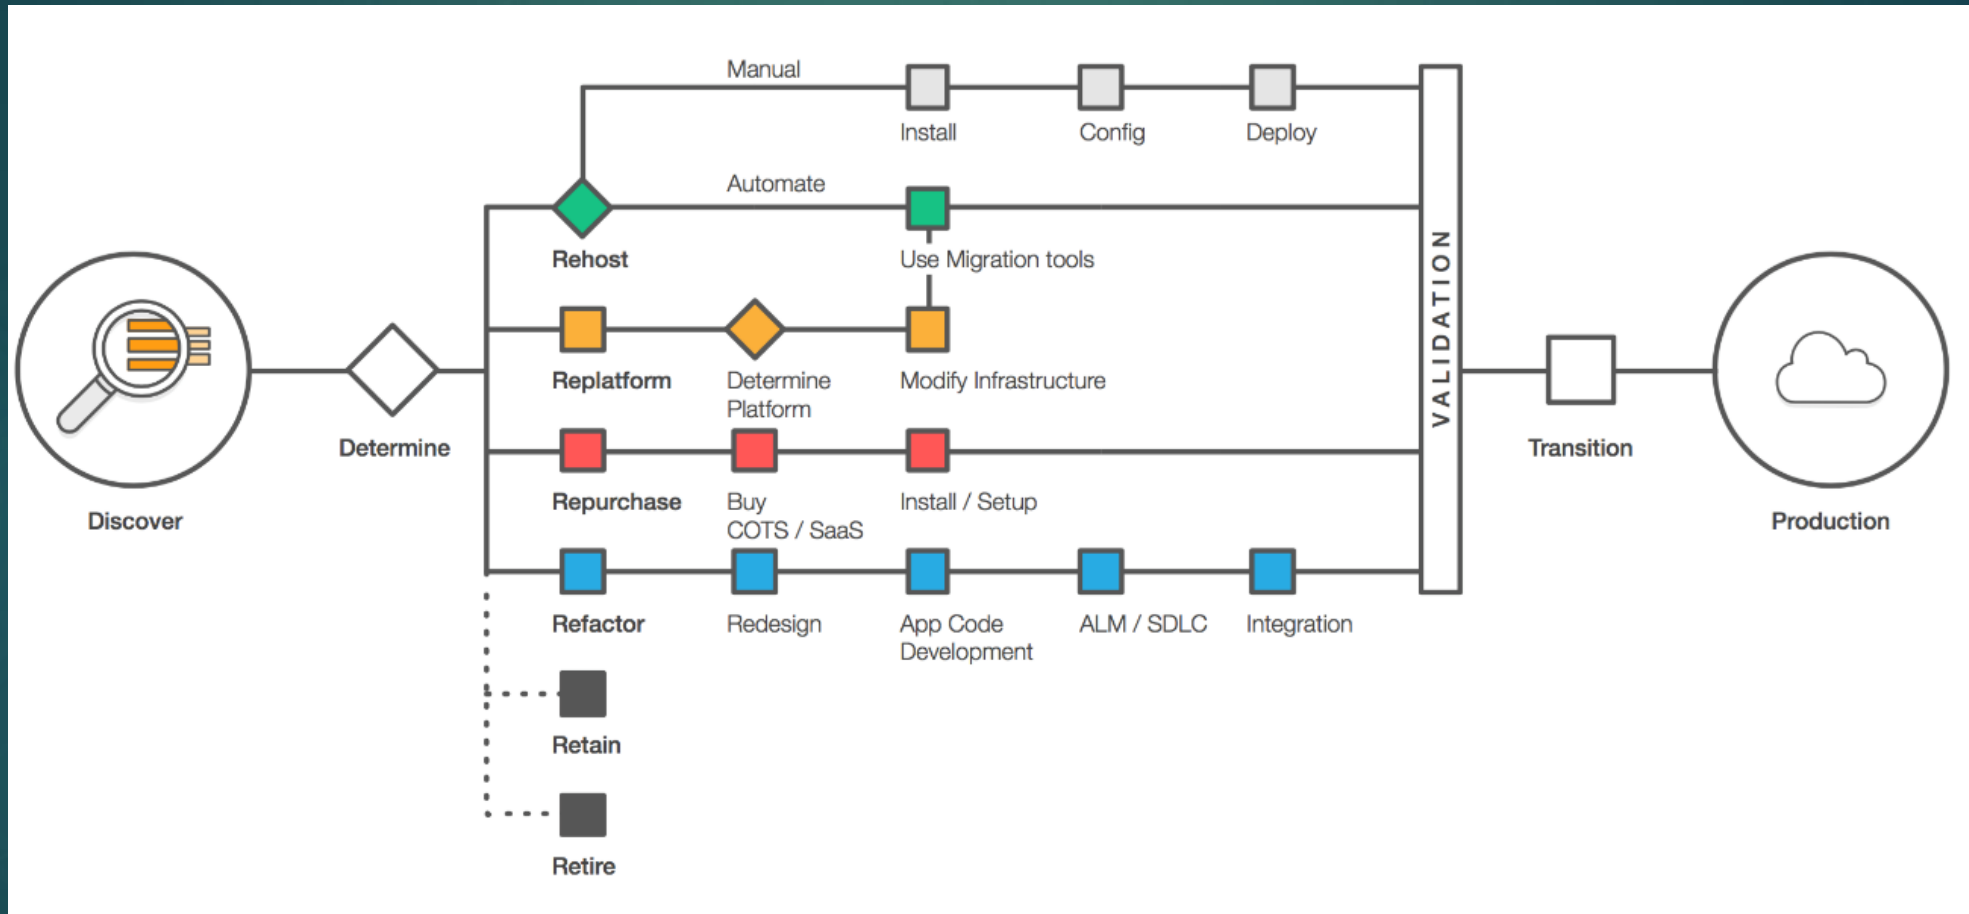 Manual
Install
Config
Deploy
Automate
Rehost
Use Migration tools
Replatform
Determine
Platform
Modify Infrastructure
Repurchase
Buy
COTS / SaaS
Install / Setup
Refactor
Redesign
App Code
Development
ALM / SDLC
Integration
Retain
Retire
Discover
Determine
VALIDATION
Transition
Production